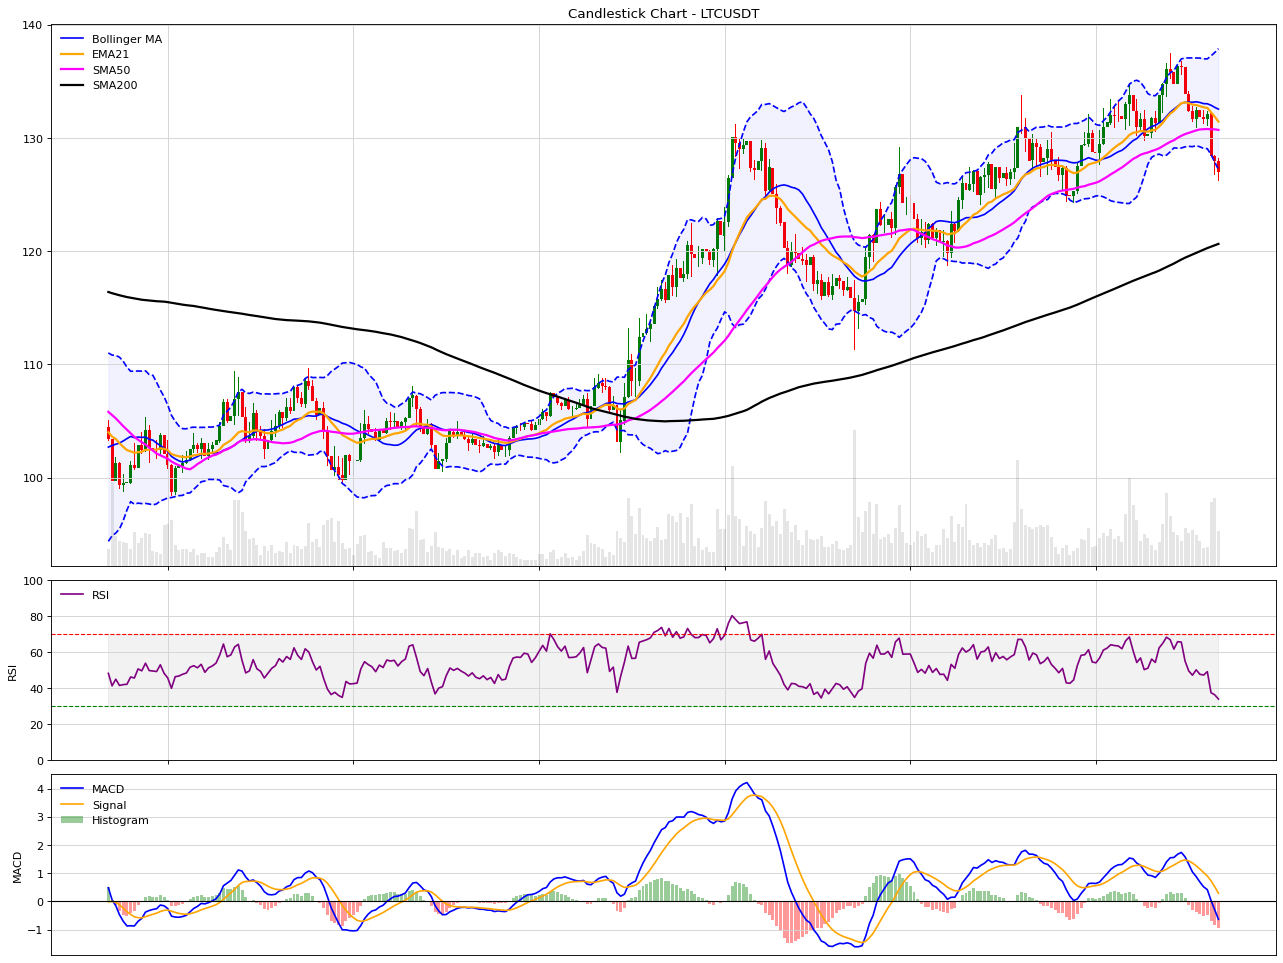 Candlestick Chart - LTCUSDT
140
130
120
110
100
Bollinger MA
EMA21
SMA50
SMA200
RSI
100
80
60
40
20
0
RSI
MACD
4
3
2
1
0
−1
MACD
Signal
Histogram